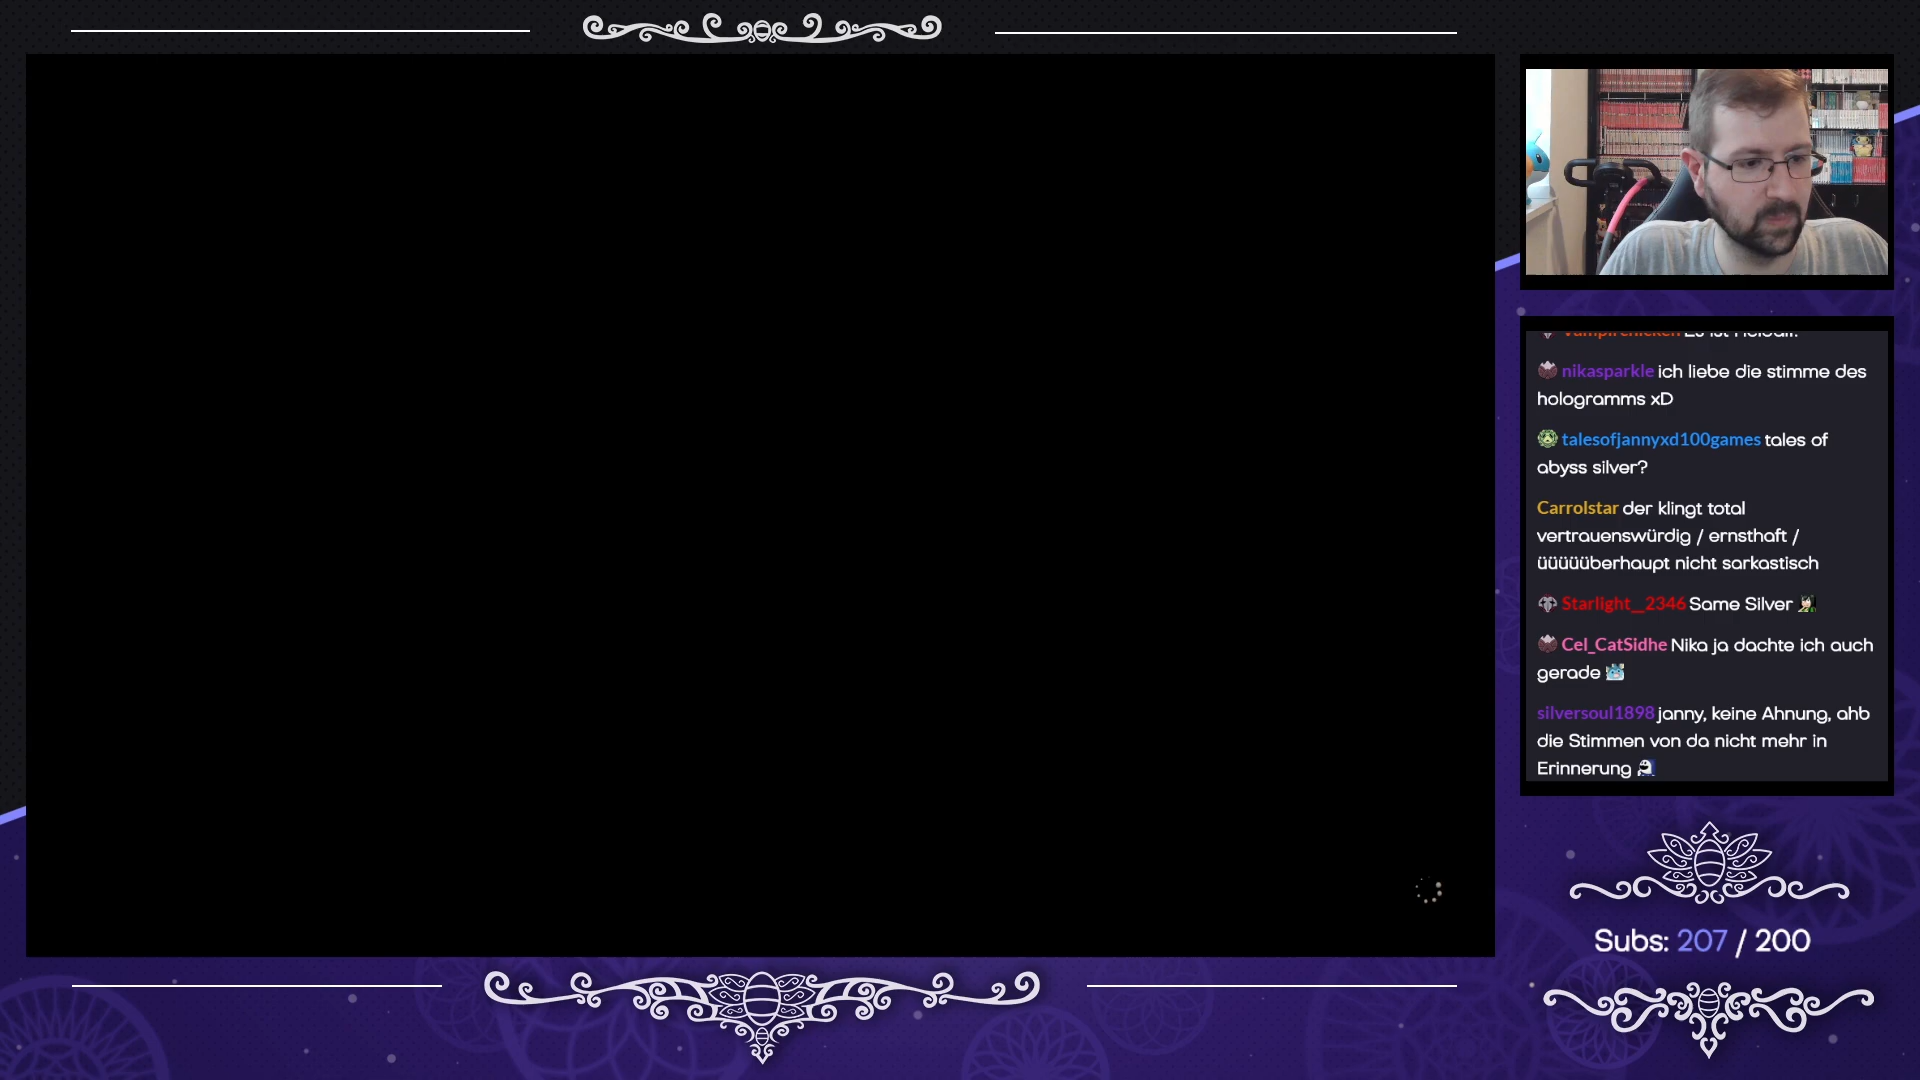 nikasparkle ich liebe die stimme des
hologramms xD
talesofjannyxd100games tales of
abyss silver?
Carrolstar der klingt total
vertrauenswürdig / ernsthaft /
üüüüüberhaupt nicht sarkastisch
Starlight_2346 Same Silver
Cel_CatSidhe Nika ja dachte ich auch
gerade
silversoul1898 janny, keine Ahnung, ahb
die Stimmen von da nicht mehr in
Erinnerung
Subs: 207 / 200